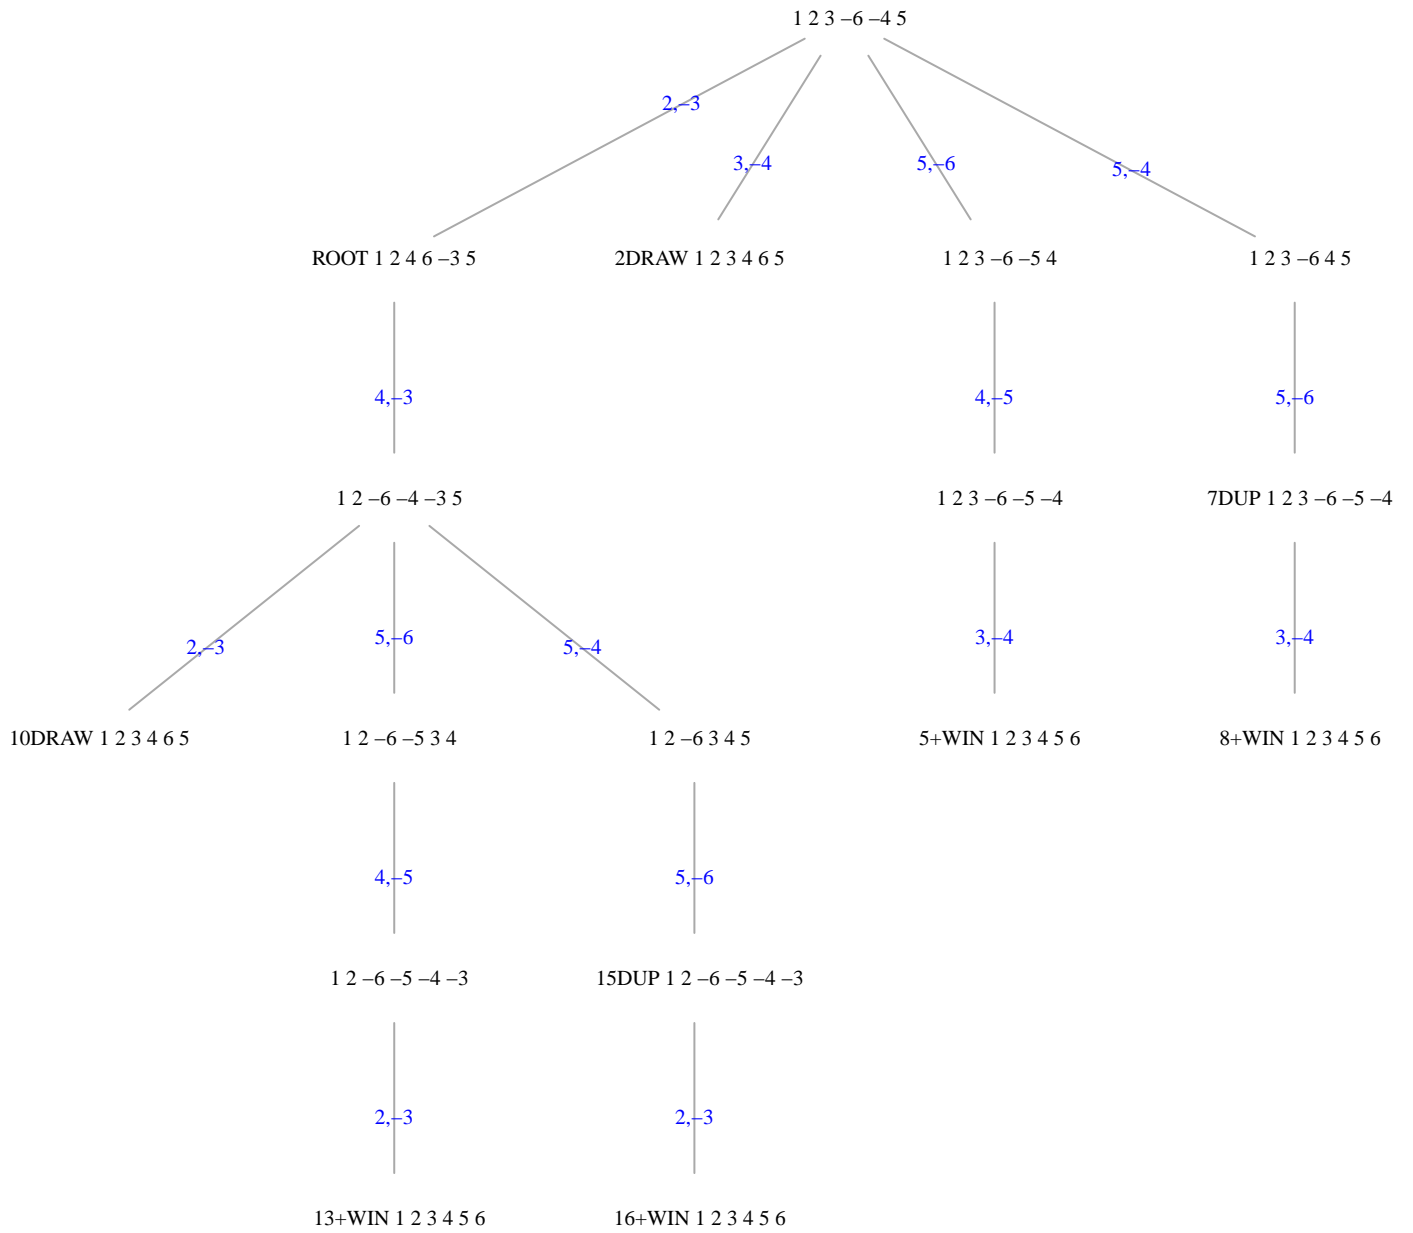 1 2 3 –6 –4 5
2,–3
3,–4
5,–6
5,–4
ROOT 1 2 4 6 –3 5
2DRAW 1 2 3 4 6 5
1 2 3 –6 –5 4
1 2 3 –6 4 5
4,–3
4,–5
5,–6
1 2 –6 –4 –3 5
1 2 3 –6 –5 –4
7DUP 1 2 3 –6 –5 –4
2,–3
5,–6
5,–4
3,–4
3,–4
10DRAW 1 2 3 4 6 5
1 2 –6 –5 3 4
1 2 –6 3 4 5
5+WIN 1 2 3 4 5 6
8+WIN 1 2 3 4 5 6
4,–5
5,–6
1 2 –6 –5 –4 –3
15DUP 1 2 –6 –5 –4 –3
2,–3
2,–3
13+WIN 1 2 3 4 5 6
16+WIN 1 2 3 4 5 6